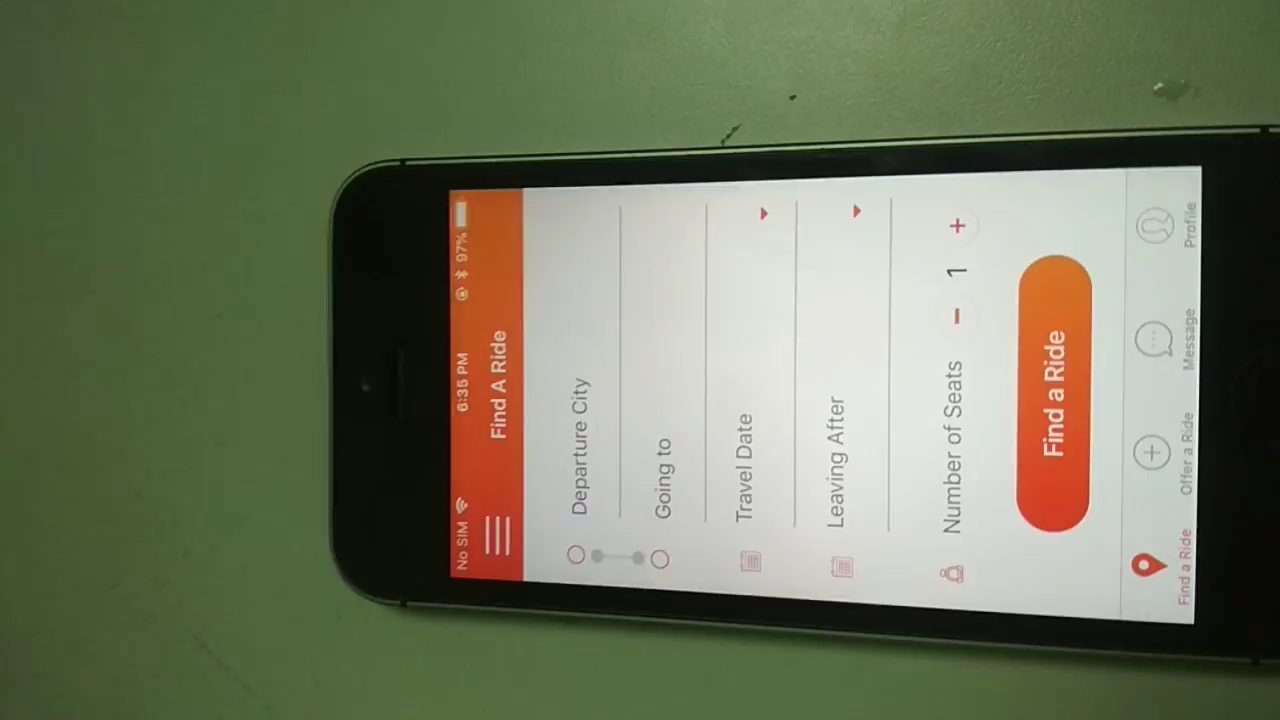 No SIM 6:35 PM 97%
Find A Ride
Departure City
Going to
Travel Date
Leaving After
Number of Seats − 1 +
Find a Ride
Find a Ride Offer a Ride Message Profile